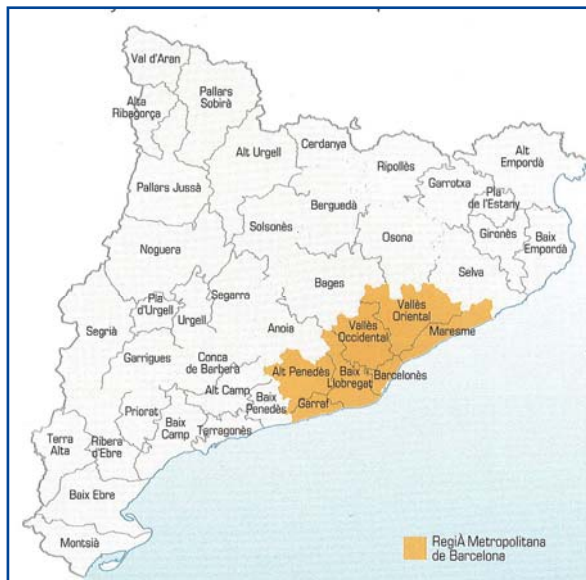 Val d'Aran
Pallars
Sobirà
Alta
Ribagorça
Alt Urgell
Cerdanya
Ripollès
Alt
Empordà
Garrotxa
Pla
de l'Estany
Pallars Jussà
Berguedà
Gironès
Baix
Empordà
Solsonès
Osona
Noguera
Selva
Bages
Vallès
Oriental
Pla
d'Urgell
Segarra
Urgell
Segrià
Anoia
Vallès
Occidental
Maresme
Garrigues
Conca
de Barberà
Alt Penedès
Baix
Llobregat
Barcelonès
Alt Camp
Baix
Penedès
Garraf
Priorat
Baix
Camp
Tarragonès
Terra
Alta
Ribera
d'Ebre
Baix Ebre
Montsià
RegiÀ Metropolitana
de Barcelona